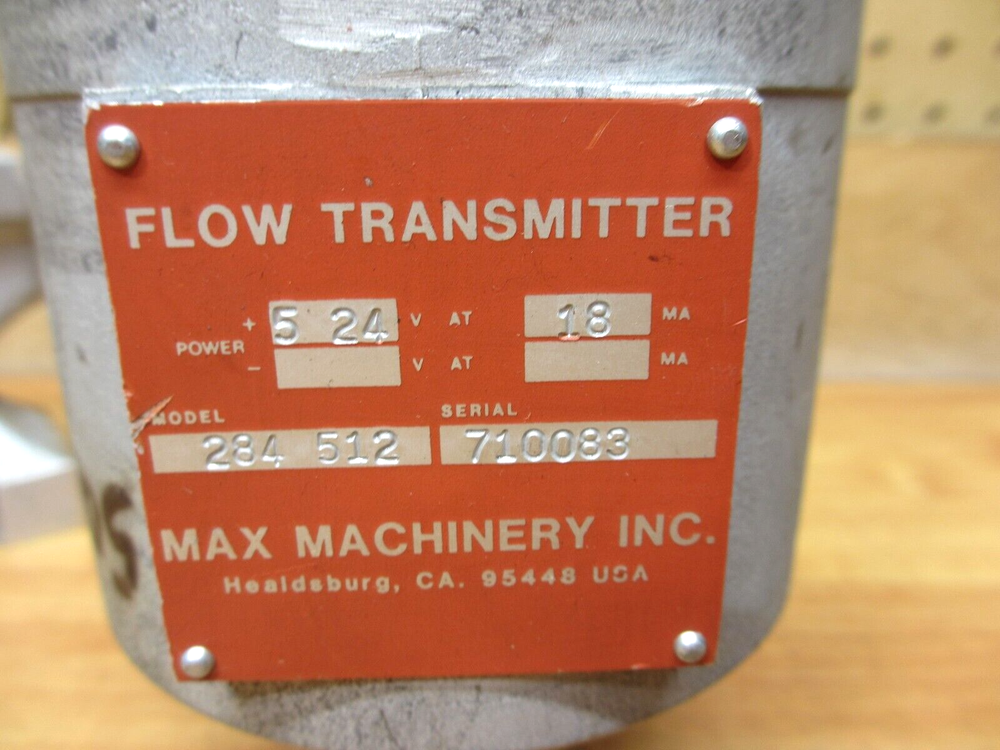 FLOW TRANSMITTER
POWER + 5 24 V AT 18 MA
- V AT MA
MODEL SERIAL
284 512 710083
MAX MACHINERY INC.
Healdsburg, CA. 95448 USA